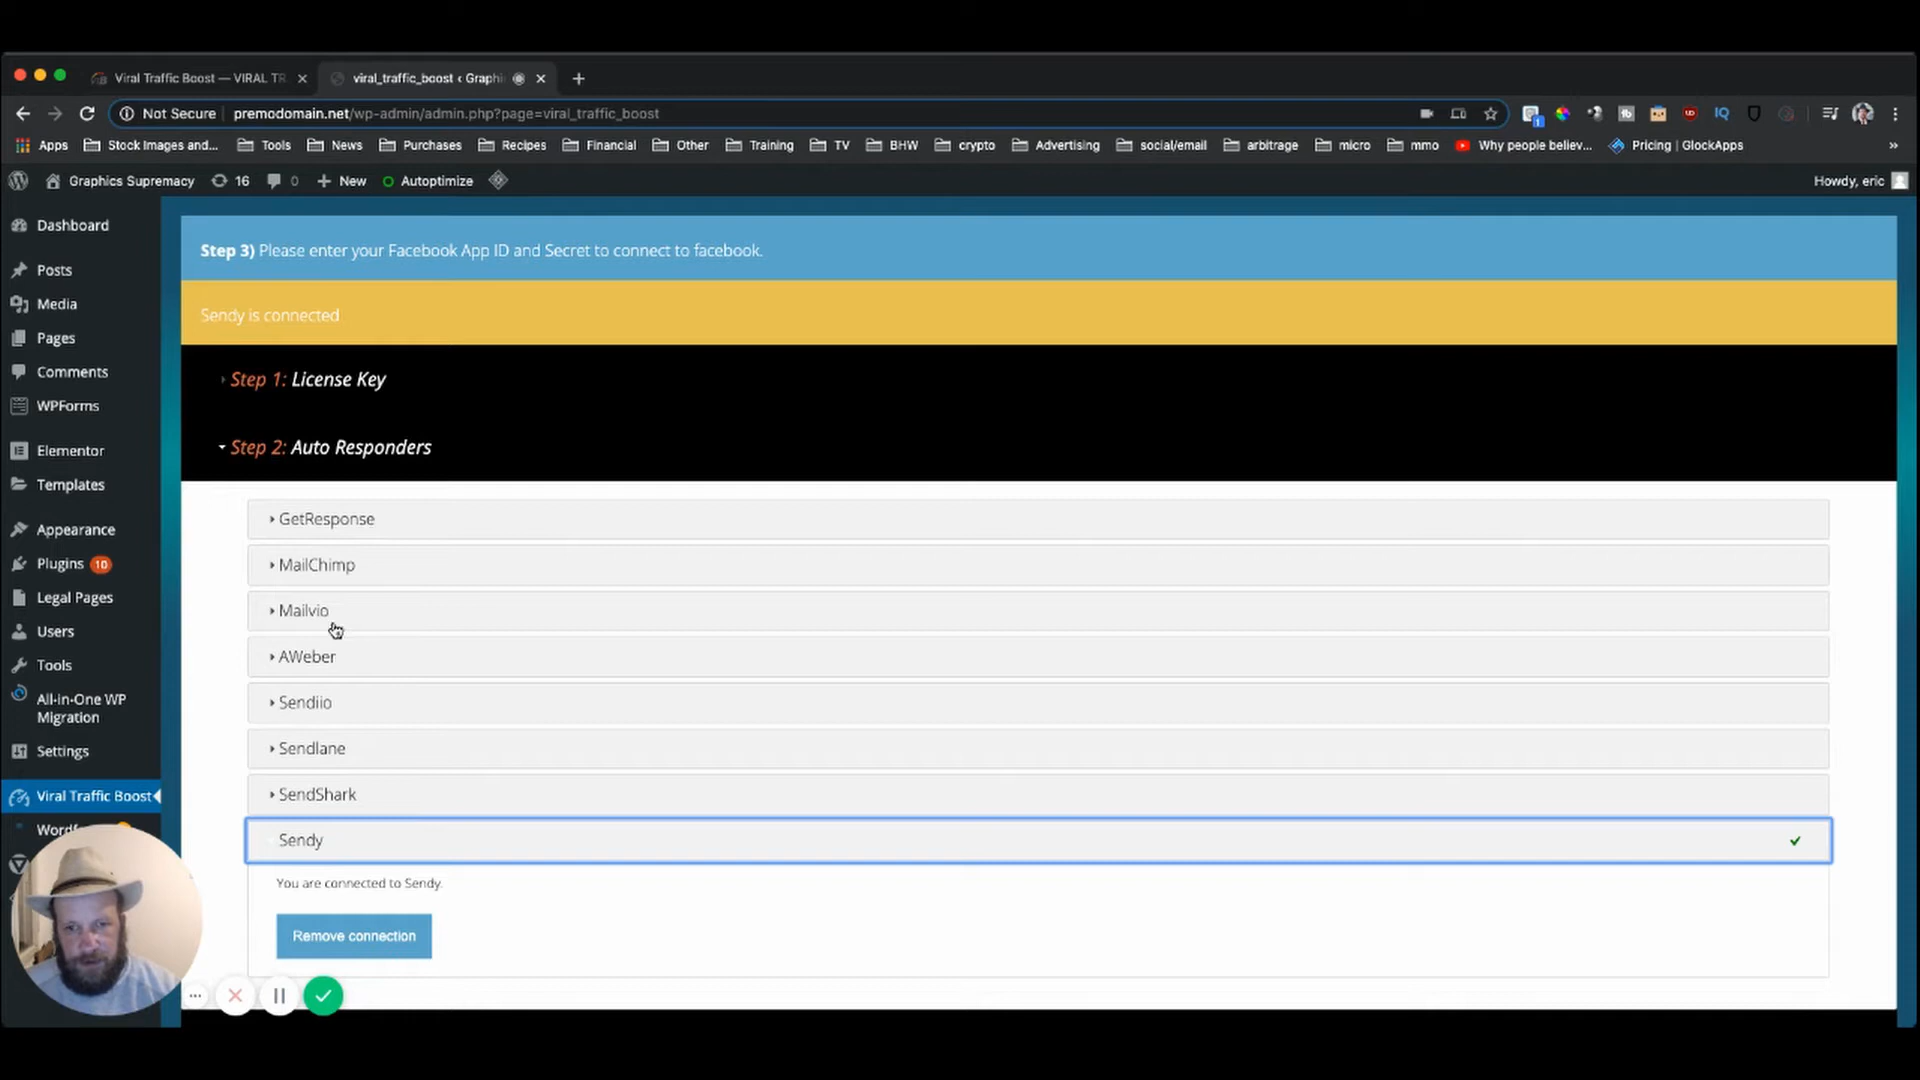 Viral Traffic Boost — VIRAL TR
viral_traffic_boost ‹ Graphi
Not Secure premodomain.net/wp-admin/admin.php?page=viral_traffic_boost
Apps Stock Images and... Tools News Purchases Recipes Financial Other Training TV BHW crypto Advertising social/email arbitrage micro mmo Why people believ... Pricing | GlockApps »
Graphics Supremacy 16 0 New Autoptimize Howdy, eric
Dashboard
Posts
Media
Pages
Comments
WPForms
Elementor
Templates
Appearance
Plugins 10
Legal Pages
Users
Tools
All-in-One WP
Migration
Settings
Viral Traffic Boost
Step 3) Please enter your Facebook App ID and Secret to connect to facebook.
Sendy is connected
Step 1: License Key
Step 2: Auto Responders
GetResponse
MailChimp
Mailvio
AWeber
Sendiio
Sendlane
SendShark
Sendy
You are connected to Sendy.
Remove connection